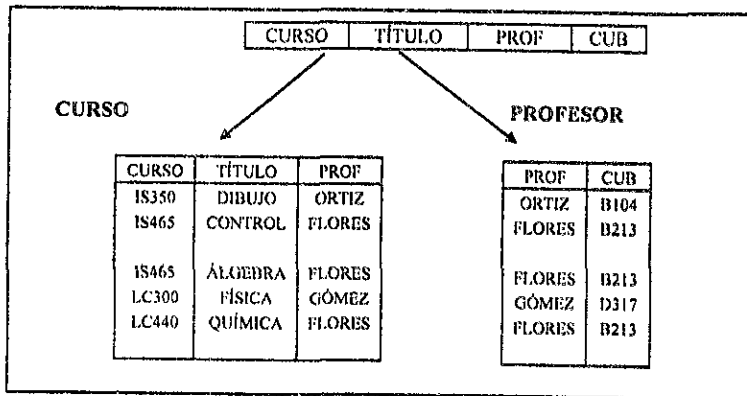 CURSO TÍTULO PROF CUB
CURSO
PROFESOR
CURSO TÍTULO PROF
IS350 DIBUJO ORTIZ
IS465 CONTROL FLORES
IS465 ÁLGEBRA FLORES
LC300 FÍSICA GÓMEZ
LC440 QUÍMICA FLORES
PROF CUB
ORTIZ B104
FLORES B213
FLORES B213
GÓMEZ D317
FLORES B213